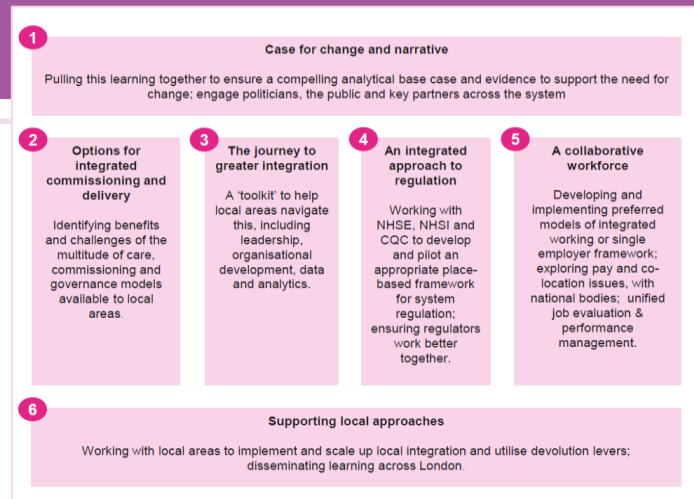 1
Case for change and narrative
Pulling this learning together to ensure a compelling analytical base case and evidence to support the need for
change; engage politicians, the public and key partners across the system
2
Options for
integrated
commissioning and
delivery
Identifying benefits
and challenges of the
multitude of care,
commissioning and
governance models
available to local
areas.
3
The journey to
greater integration
A 'toolkit' to help
local areas navigate
this, including
leadership,
organisational
development, data
and analytics.
4
An integrated
approach to
regulation
Working with
NHSE, NHSI and
CQC to develop
and pilot an
appropriate place-
based framework
for system
regulation;
ensuring regulators
work better
together.
5
A collaborative
workforce
Developing and
implementing preferred
models of integrated
working or single
employer framework;
exploring pay and co-
location issues, with
national bodies; unified
job evaluation &
performance
management.
6
Supporting local approaches
Working with local areas to implement and scale up local integration and utilise devolution levers;
disseminating learning across London.